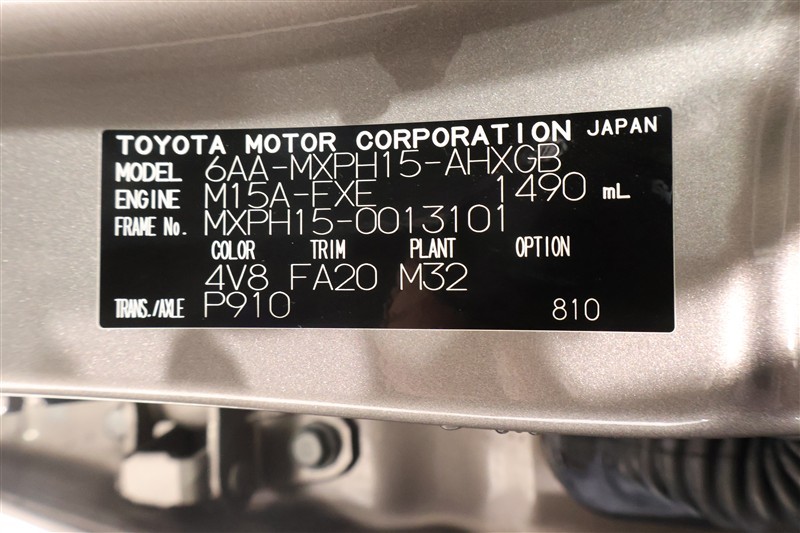 TOYOTA MOTOR CORPORATION JAPAN
MODEL 6AA-MXPH15-AHXGB
ENGINE M15A-FXE 1490 mL
FRAME No. MXPH15-0013101
COLOR TRIM PLANT OPTION
4V8 FA20 M32
TRANS./AXLE P910 810